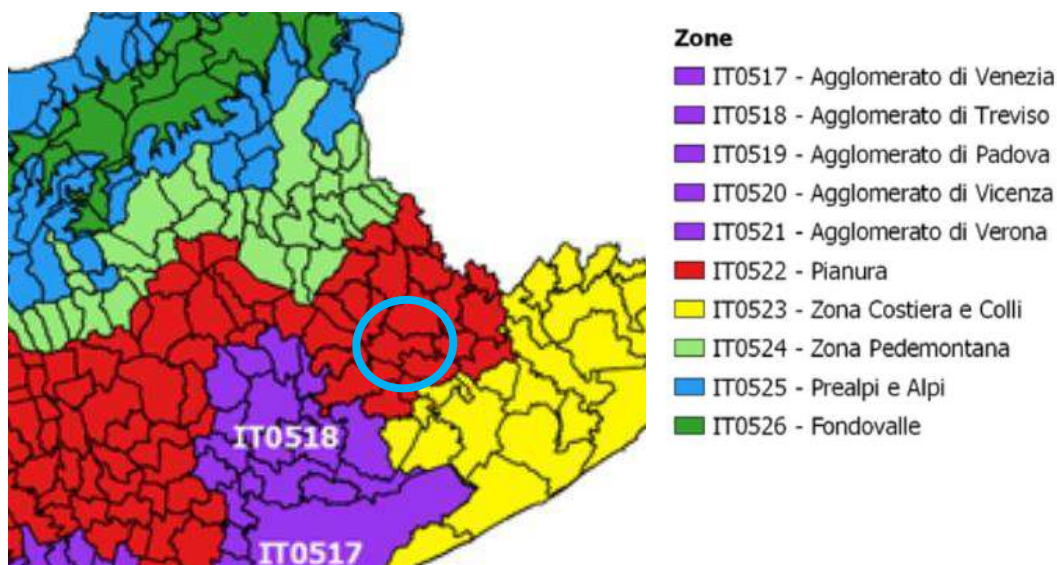 Zone
IT0517 - Agglomerato di Venezia
IT0518 - Agglomerato di Treviso
IT0519 - Agglomerato di Padova
IT0520 - Agglomerato di Vicenza
IT0521 - Agglomerato di Verona
IT0522 - Pianura
IT0523 - Zona Costiera e Colli
IT0524 - Zona Pedemontana
IT0525 - Prealpi e Alpi
IT0526 - Fondovalle
IT0518
IT0517